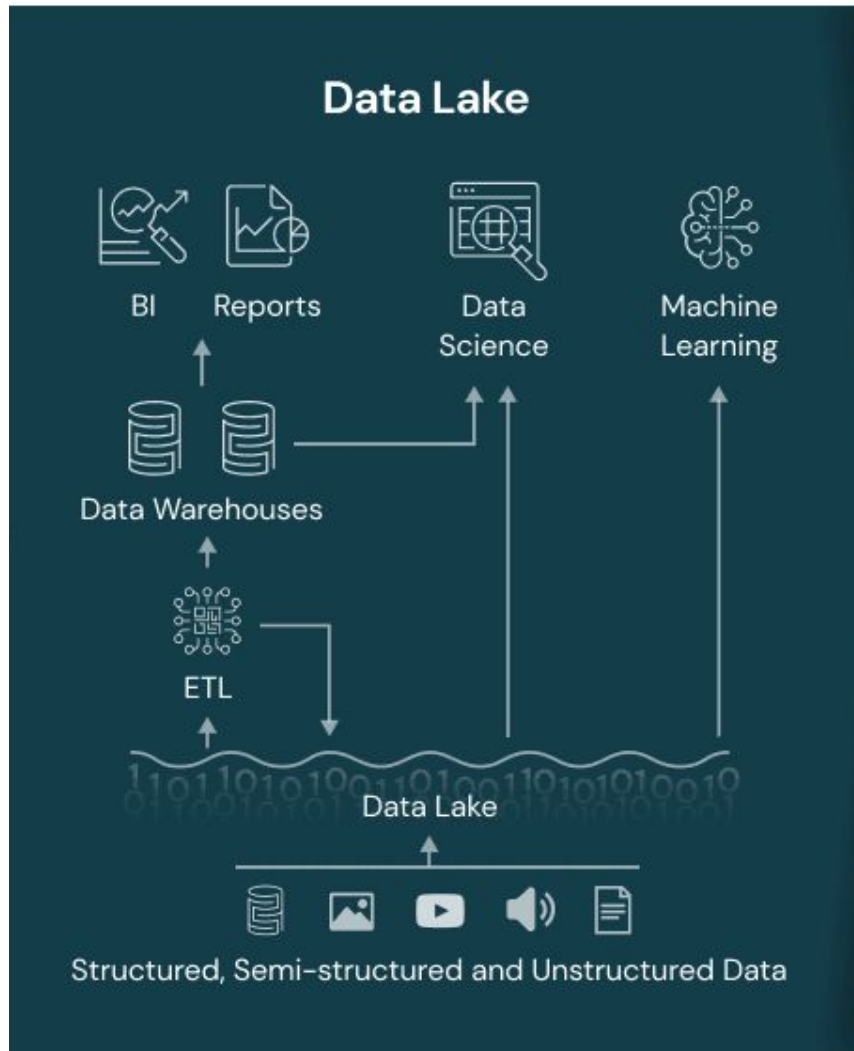 Data Lake
BI
Reports
Data
Science
Machine
Learning
Data Warehouses
ETL
Data Lake
Structured, Semi-structured and Unstructured Data